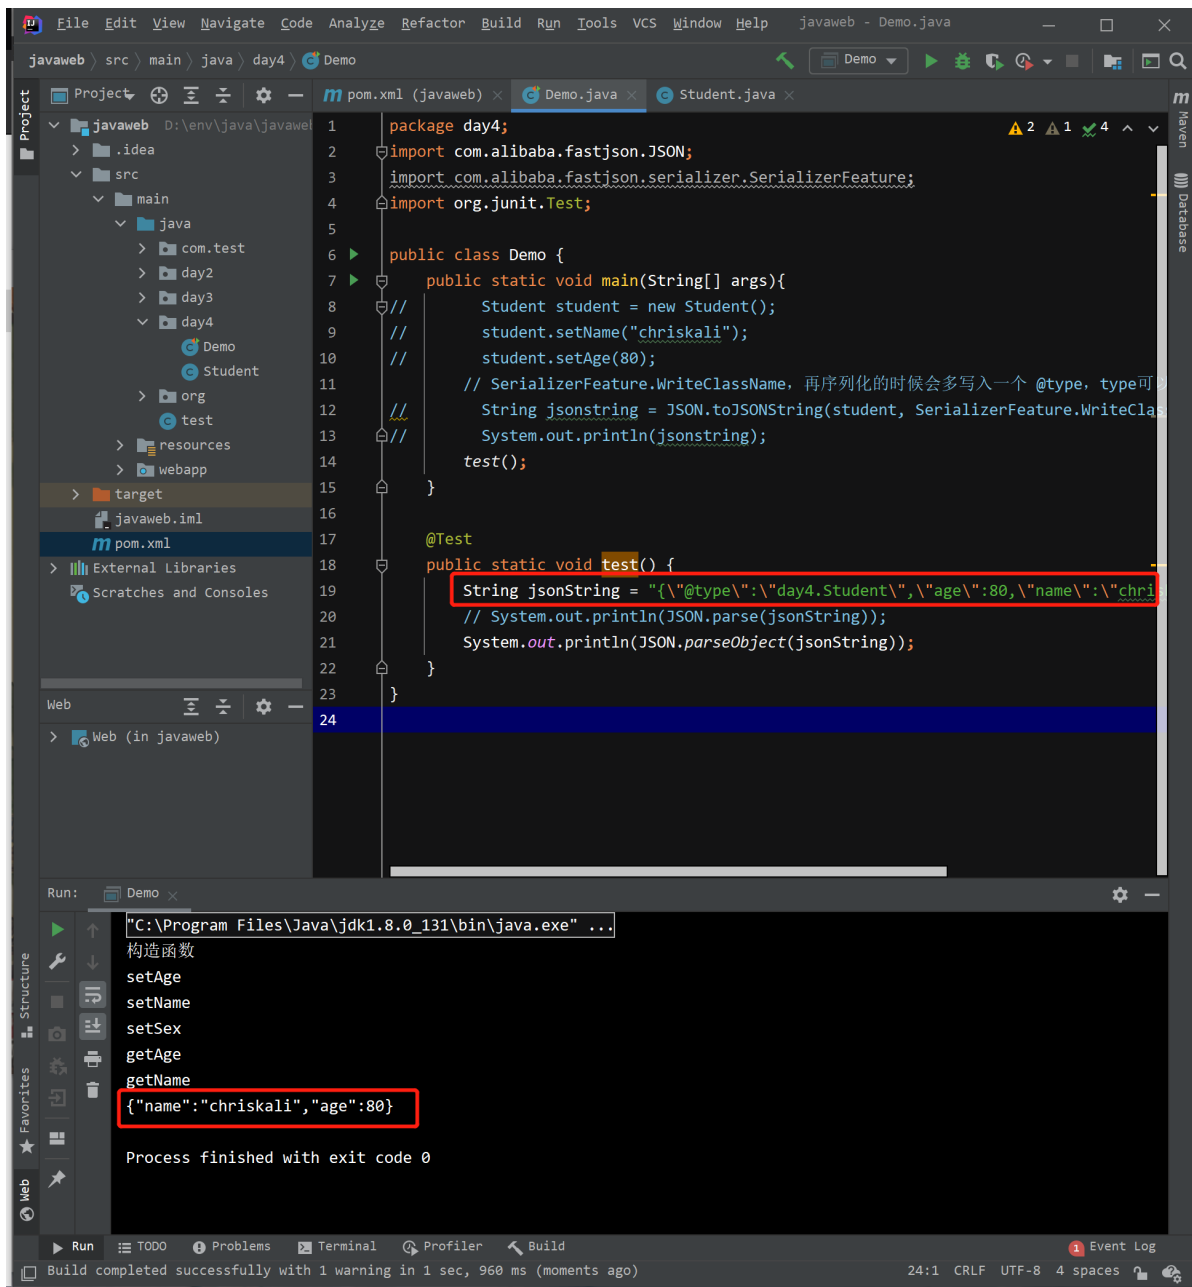 File Edit View Navigate Code Analyze Refactor Build Run Tools VCS Window Help javaweb - Demo.java
javaweb src main java day4 Demo
Demo
Project
pom.xml (javaweb)
Demo.java
Student.java
javaweb D:\env\java\javawe
.idea
src
main
java
com.test
day2
day3
day4
Demo
Student
org
test
resources
webapp
target
javaweb.iml
pom.xml
External Libraries
Scratches and Consoles
Web
Web (in javaweb)
2 1 4
1 package day4;
2 import com.alibaba.fastjson.JSON;
3 import com.alibaba.fastjson.serializer.SerializerFeature;
4 import org.junit.Test;
5
6 public class Demo {
7 public static void main(String[] args){
8 // Student student = new Student();
9 // student.setName("chriskali");
10 // student.setAge(80);
11 // SerializerFeature.WriteClassName，再序列化的时候会多写入一个 @type，type可
12 // String jsonstring = JSON.toJSONString(student, SerializerFeature.WriteClas
13 // System.out.println(jsonstring);
14 test();
15 }
16
17 @Test
18 public static void test() {
19 String jsonString = "{\"@type\":\"day4.Student\",\"age\":80,\"name\":\"chri
20 // System.out.println(JSON.parse(jsonString));
21 System.out.println(JSON.parseObject(jsonString));
22 }
23 }
24
Project
Structure
Favorites
Web
Maven
Database
Run: Demo
"C:\Program Files\Java\jdk1.8.0_131\bin\java.exe" ...
构造函数
setAge
setName
setSex
getAge
getName
{"name":"chriskali","age":80}
Process finished with exit code 0
Run TODO Problems Terminal Profiler Build 1 Event Log
Build completed successfully with 1 warning in 1 sec, 960 ms (moments ago) 24:1 CRLF UTF-8 4 spaces